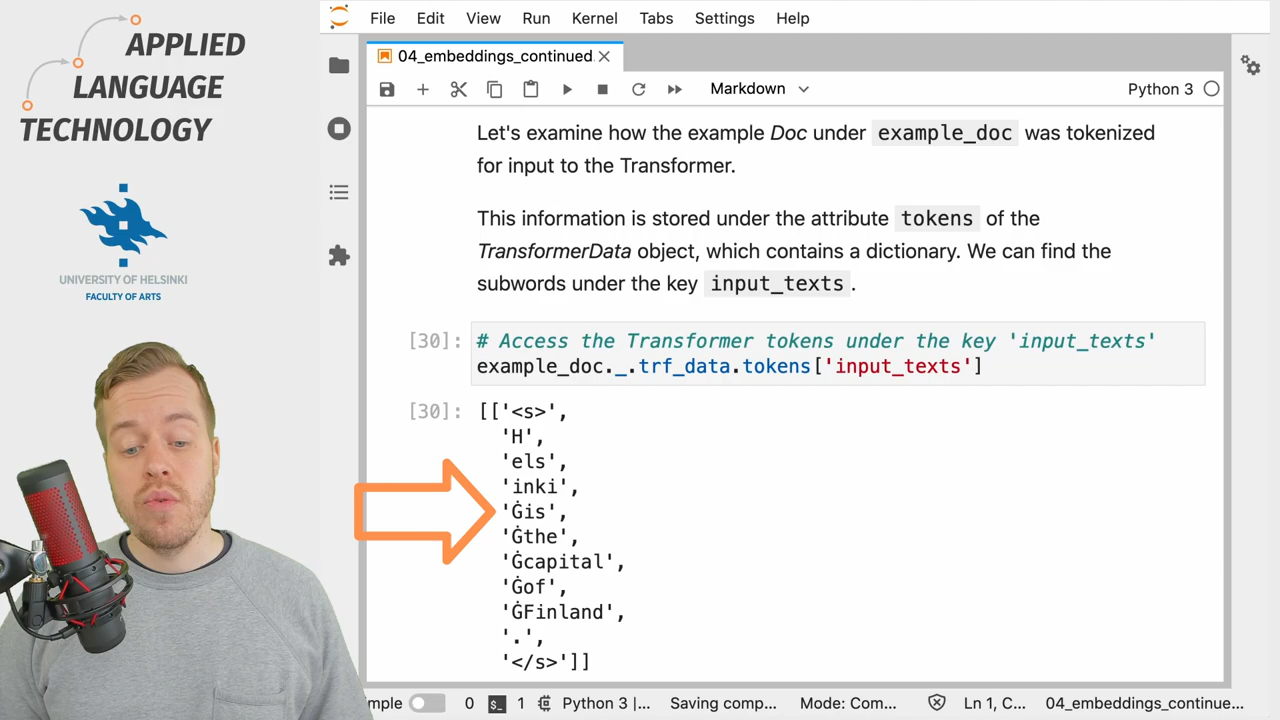 APPLIED
LANGUAGE
TECHNOLOGY
UNIVERSITY OF HELSINKI
FACULTY OF ARTS
File Edit View Run Kernel Tabs Settings Help
04_embeddings_continued
Markdown
Python 3
Let's examine how the example Doc under example_doc was tokenized
for input to the Transformer.
This information is stored under the attribute tokens of the
TransformerData object, which contains a dictionary. We can find the
subwords under the key input_texts.
[30]: # Access the Transformer tokens under the key 'input_texts'
example_doc._.trf_data.tokens['input_texts']
[30]: [['<s>',
'H',
'els',
'inki',
'Ġis',
'Ġthe',
'Ġcapital',
'Ġof',
'ĠFinland',
'.',
'</s>']]
mple 0 $_ 1 Python 3 |... Saving comp... Mode: Com... Ln 1, C... 04_embeddings_continue...